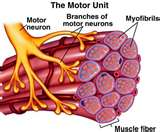 The Motor Unit
Motor
neuron
Branches of
motor neurons
Myofibrils
Muscle fiber